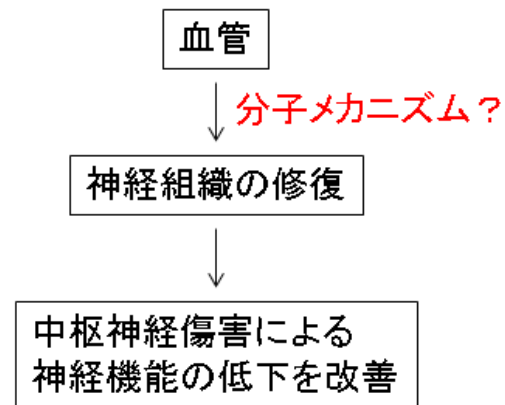 血管
分子メカニズム？
神経組織の修復
中枢神経傷害による
神経機能の低下を改善